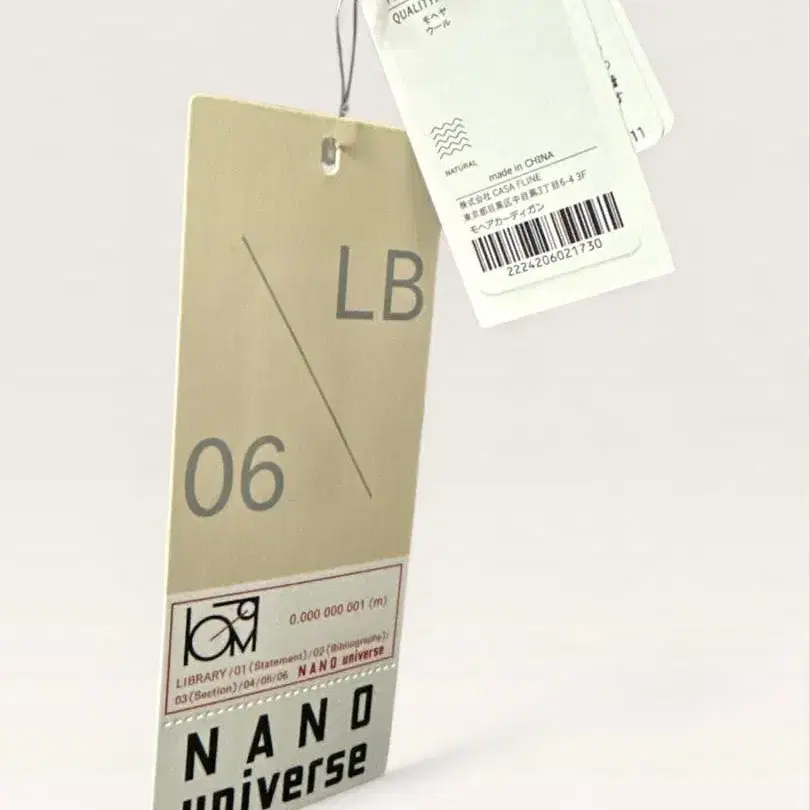 QUALITY
モヘヤ
ウール
NATURAL
made in CHINA
株式会社 CASA FLINE
東京都目黒区中目黒3丁目6-4 3F
モヘアカーディガン
2224206021730
11
LB
06
0.000 000 001 (m)
LIBRARY/01(Statement)/02(Bibliography)/
03(Section)/04/05/06 NANO universe
NANO
universe